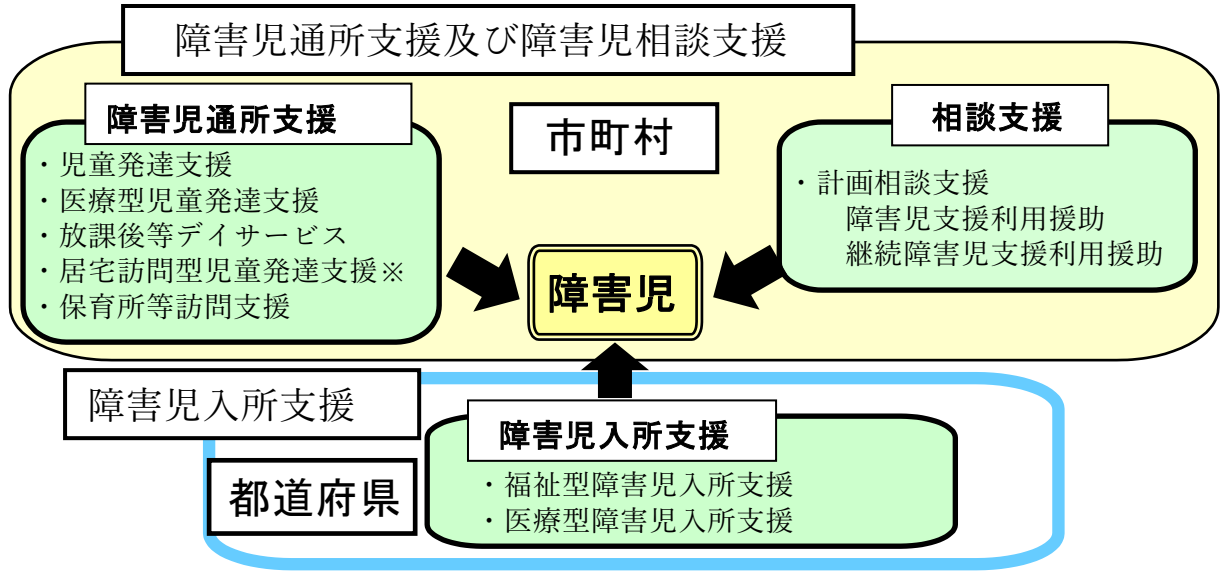 障害児通所支援及び障害児相談支援
障害児通所支援
・児童発達支援
・医療型児童発達支援
・放課後等デイサービス
・居宅訪問型児童発達支援※
・保育所等訪問支援
市町村
相談支援
・計画相談支援
障害児支援利用援助
継続障害児支援利用援助
障害児
障害児入所支援
都道府県
障害児入所支援
・福祉型障害児入所支援
・医療型障害児入所支援